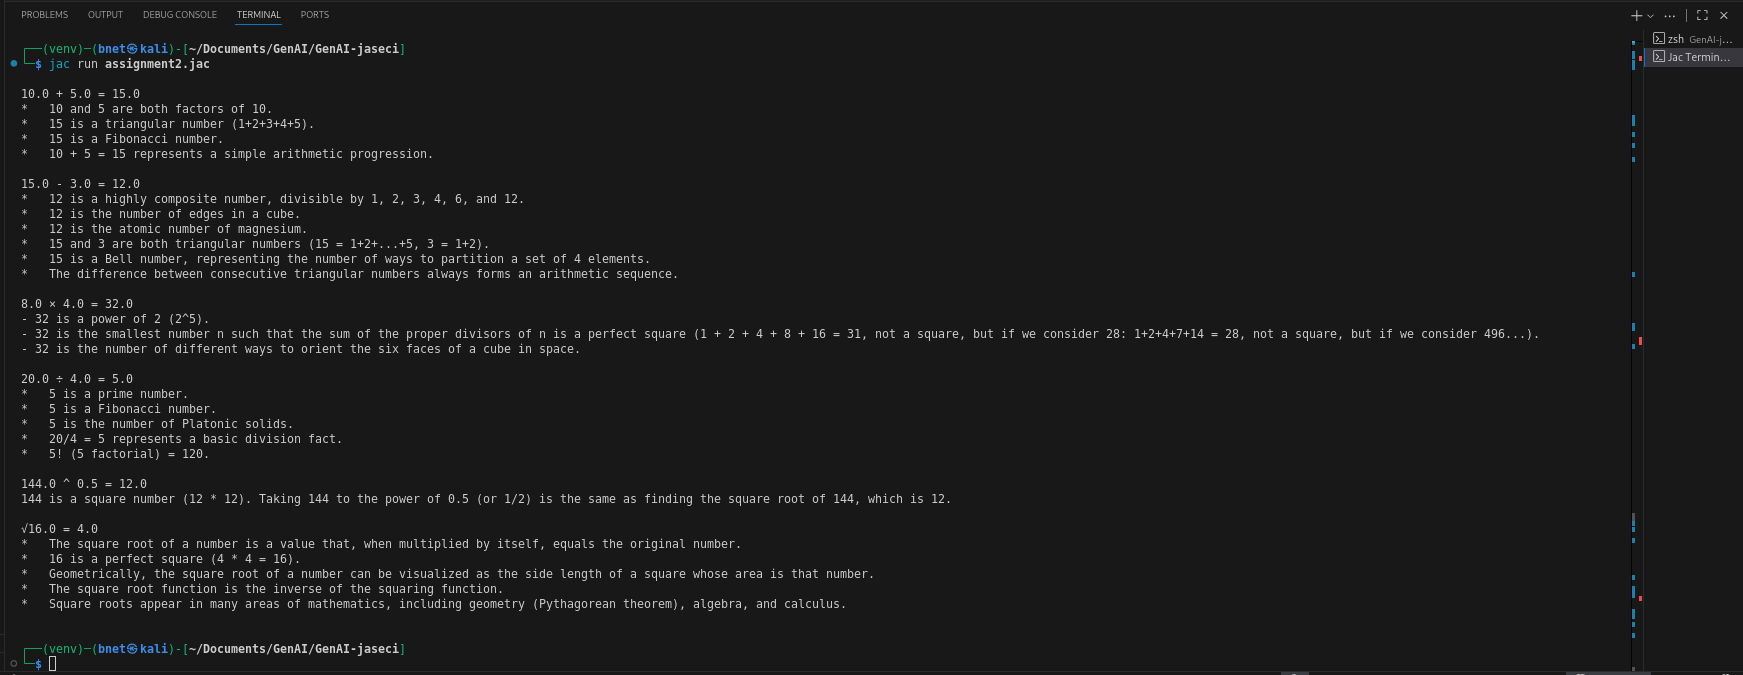 PROBLEMS OUTPUT DEBUG CONSOLE TERMINAL PORTS
zsh GenAI-j...
Jac Termin...
┌──(venv)─(bnet㉿kali)-[~/Documents/GenAI/GenAI-jaseci]
└─$ jac run assignment2.jac
10.0 + 5.0 = 15.0
*   10 and 5 are both factors of 10.
*   15 is a triangular number (1+2+3+4+5).
*   15 is a Fibonacci number.
*   10 + 5 = 15 represents a simple arithmetic progression.
15.0 - 3.0 = 12.0
*   12 is a highly composite number, divisible by 1, 2, 3, 4, 6, and 12.
*   12 is the number of edges in a cube.
*   12 is the atomic number of magnesium.
*   15 and 3 are both triangular numbers (15 = 1+2+...+5, 3 = 1+2).
*   15 is a Bell number, representing the number of ways to partition a set of 4 elements.
*   The difference between consecutive triangular numbers always forms an arithmetic sequence.
8.0 × 4.0 = 32.0
- 32 is a power of 2 (2^5).
- 32 is the smallest number n such that the sum of the proper divisors of n is a perfect square (1 + 2 + 4 + 8 + 16 = 31, not a square, but if we consider 28: 1+2+4+7+14 = 28, not a square, but if we consider 496...).
- 32 is the number of different ways to orient the six faces of a cube in space.
20.0 ÷ 4.0 = 5.0
*   5 is a prime number.
*   5 is a Fibonacci number.
*   5 is the number of Platonic solids.
*   20/4 = 5 represents a basic division fact.
*   5! (5 factorial) = 120.
144.0 ^ 0.5 = 12.0
144 is a square number (12 * 12). Taking 144 to the power of 0.5 (or 1/2) is the same as finding the square root of 144, which is 12.
√16.0 = 4.0
*   The square root of a number is a value that, when multiplied by itself, equals the original number.
*   16 is a perfect square (4 * 4 = 16).
*   Geometrically, the square root of a number can be visualized as the side length of a square whose area is that number.
*   The square root function is the inverse of the squaring function.
*   Square roots appear in many areas of mathematics, including geometry (Pythagorean theorem), algebra, and calculus.
┌──(venv)─(bnet㉿kali)-[~/Documents/GenAI/GenAI-jaseci]
└─$